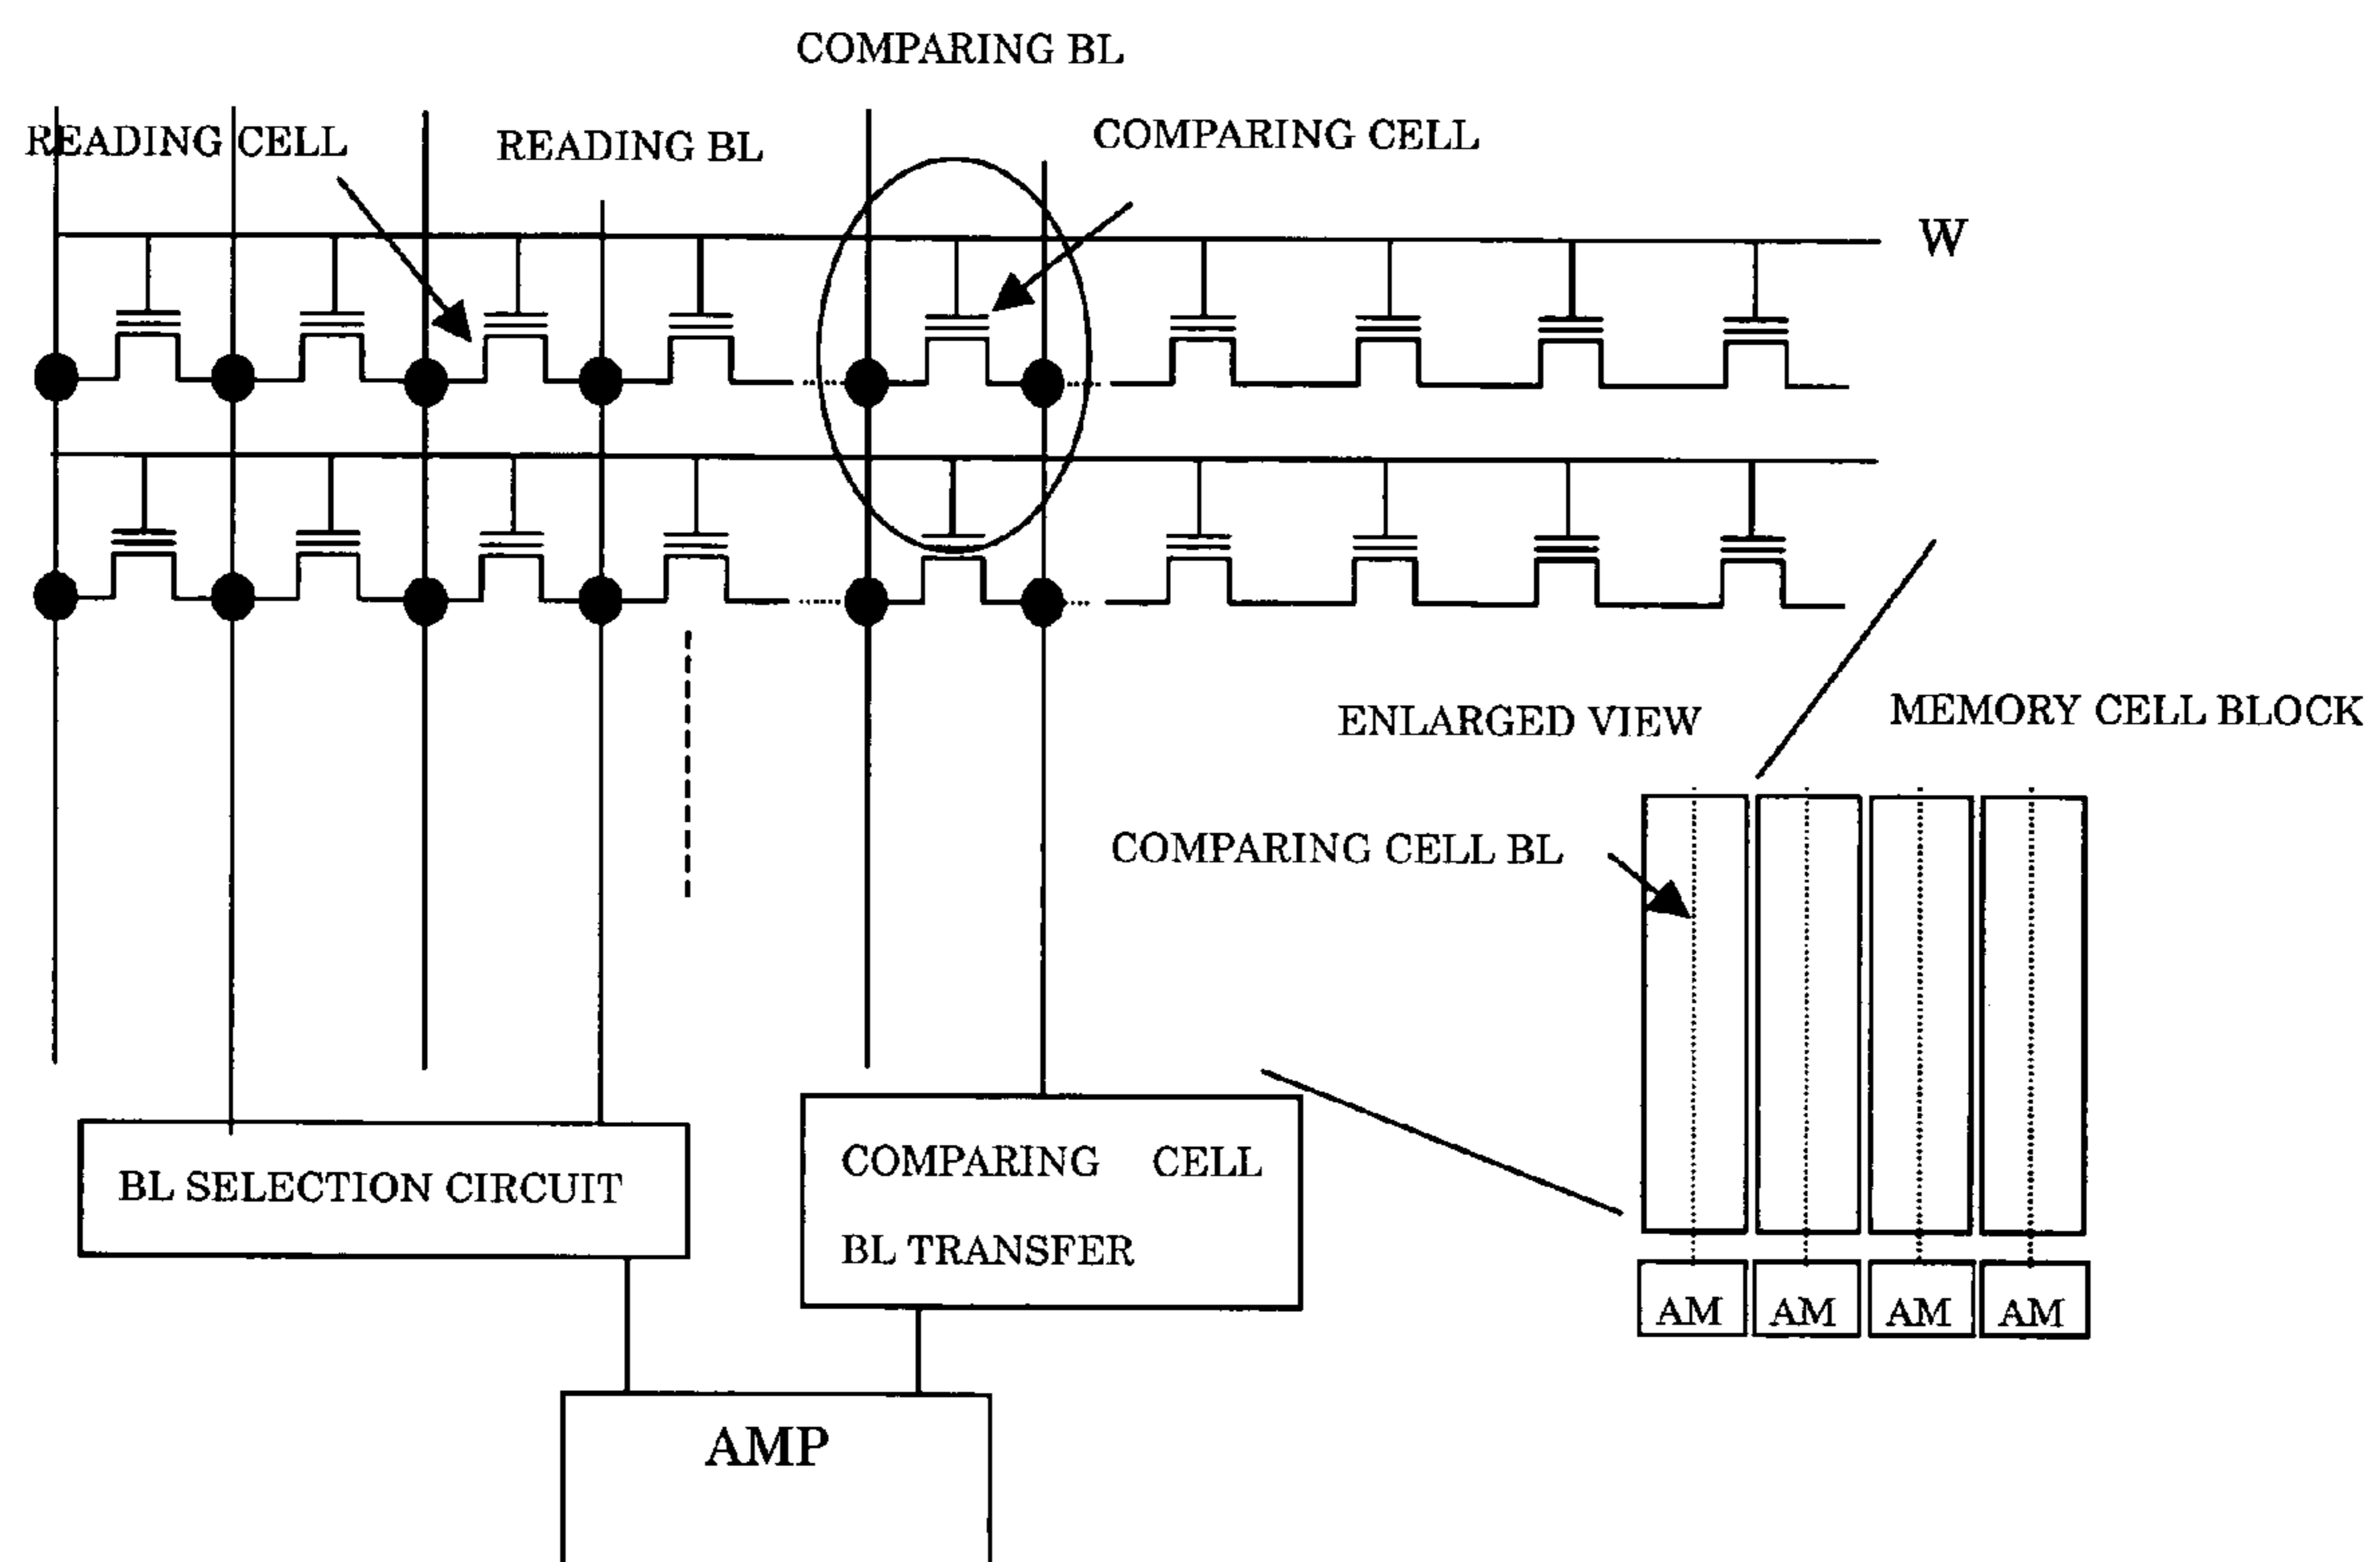 COMPARING BL
READING CELL
READING BL
COMPARING CELL
W
ENLARGED VIEW
MEMORY CELL BLOCK
COMPARING CELL BL
BL SELECTION CIRCUIT
COMPARING CELL
BL TRANSFER
AM AM AM AM
AMP